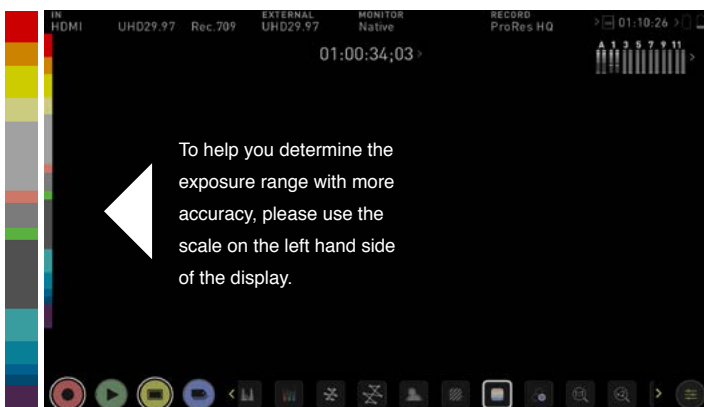 IN EXTERNAL MONITOR RECORD
HDMI UHD29.97 Rec.709 UHD29.97 Native ProRes HQ 01:10:26
01:00:34;03
A 1 3 5 7 9 11
To help you determine the
exposure range with more
accuracy, please use the
scale on the left hand side
of the display.